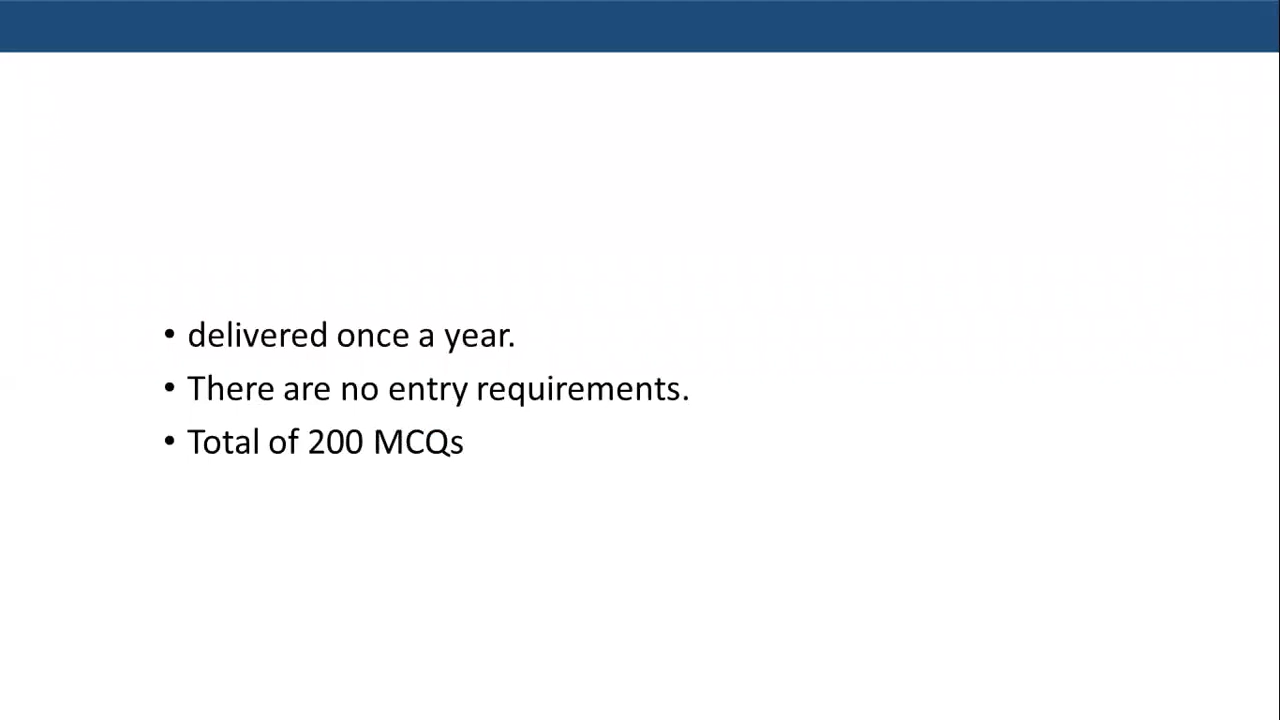 • delivered once a year.
• There are no entry requirements.
• Total of 200 MCQs